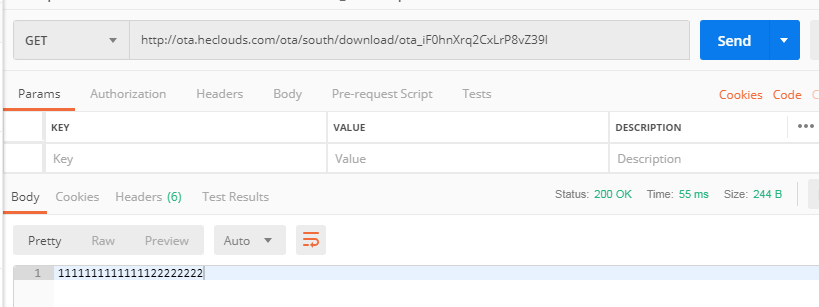 GET http://ota.heclouds.com/ota/south/download/ota_iF0hnXrq2CxLrP8vZ39l Send
Params Authorization Headers Body Pre-request Script Tests Cookies Code
KEY VALUE DESCRIPTION •••
Key Value Description
Body Cookies Headers (6) Test Results Status: 200 OK Time: 55 ms Size: 244 B
Pretty Raw Preview Auto
1 1111111111111122222222